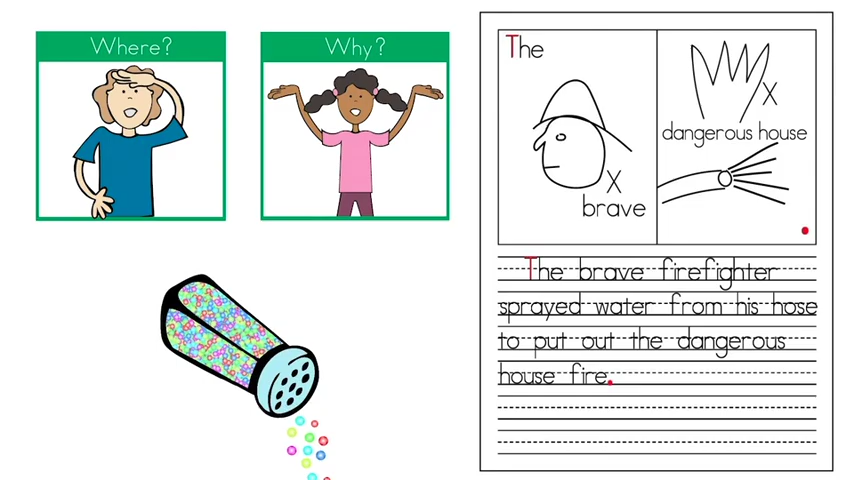 Where?
Why?
The
X
brave
X
dangerous house
.
The brave firefighter
sprayed water from his hose
to put out the dangerous
house fire.